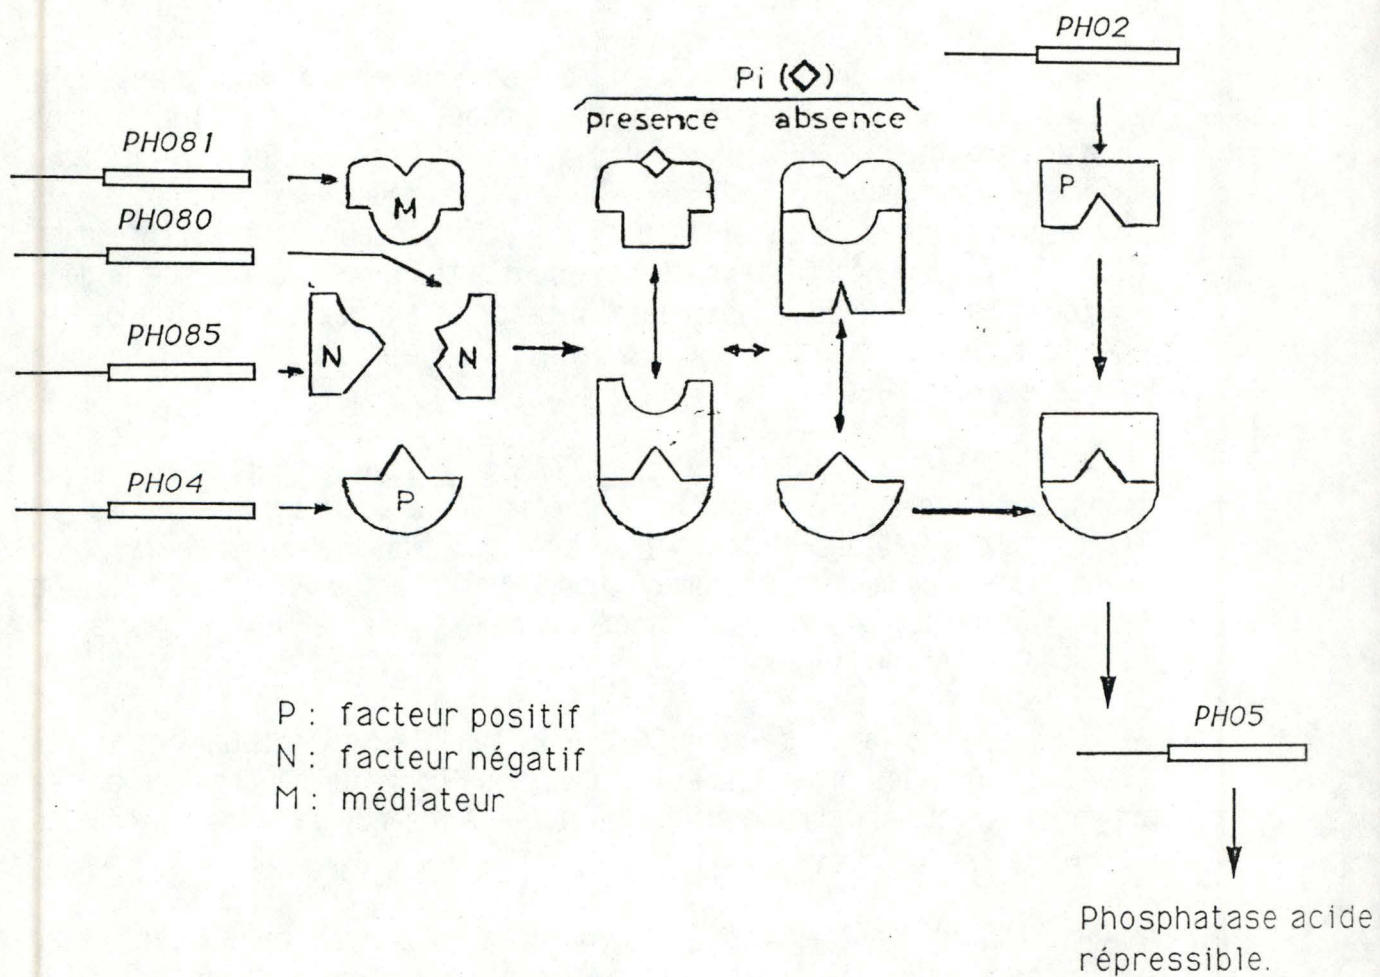 PHO2
Pi (◇)
presence absence
PHO81
M
PHO80
PHO85
N N
PHO4
P
P
PHO5
P : facteur positif
N : facteur négatif
M : médiateur
Phosphatase acide
répressible.